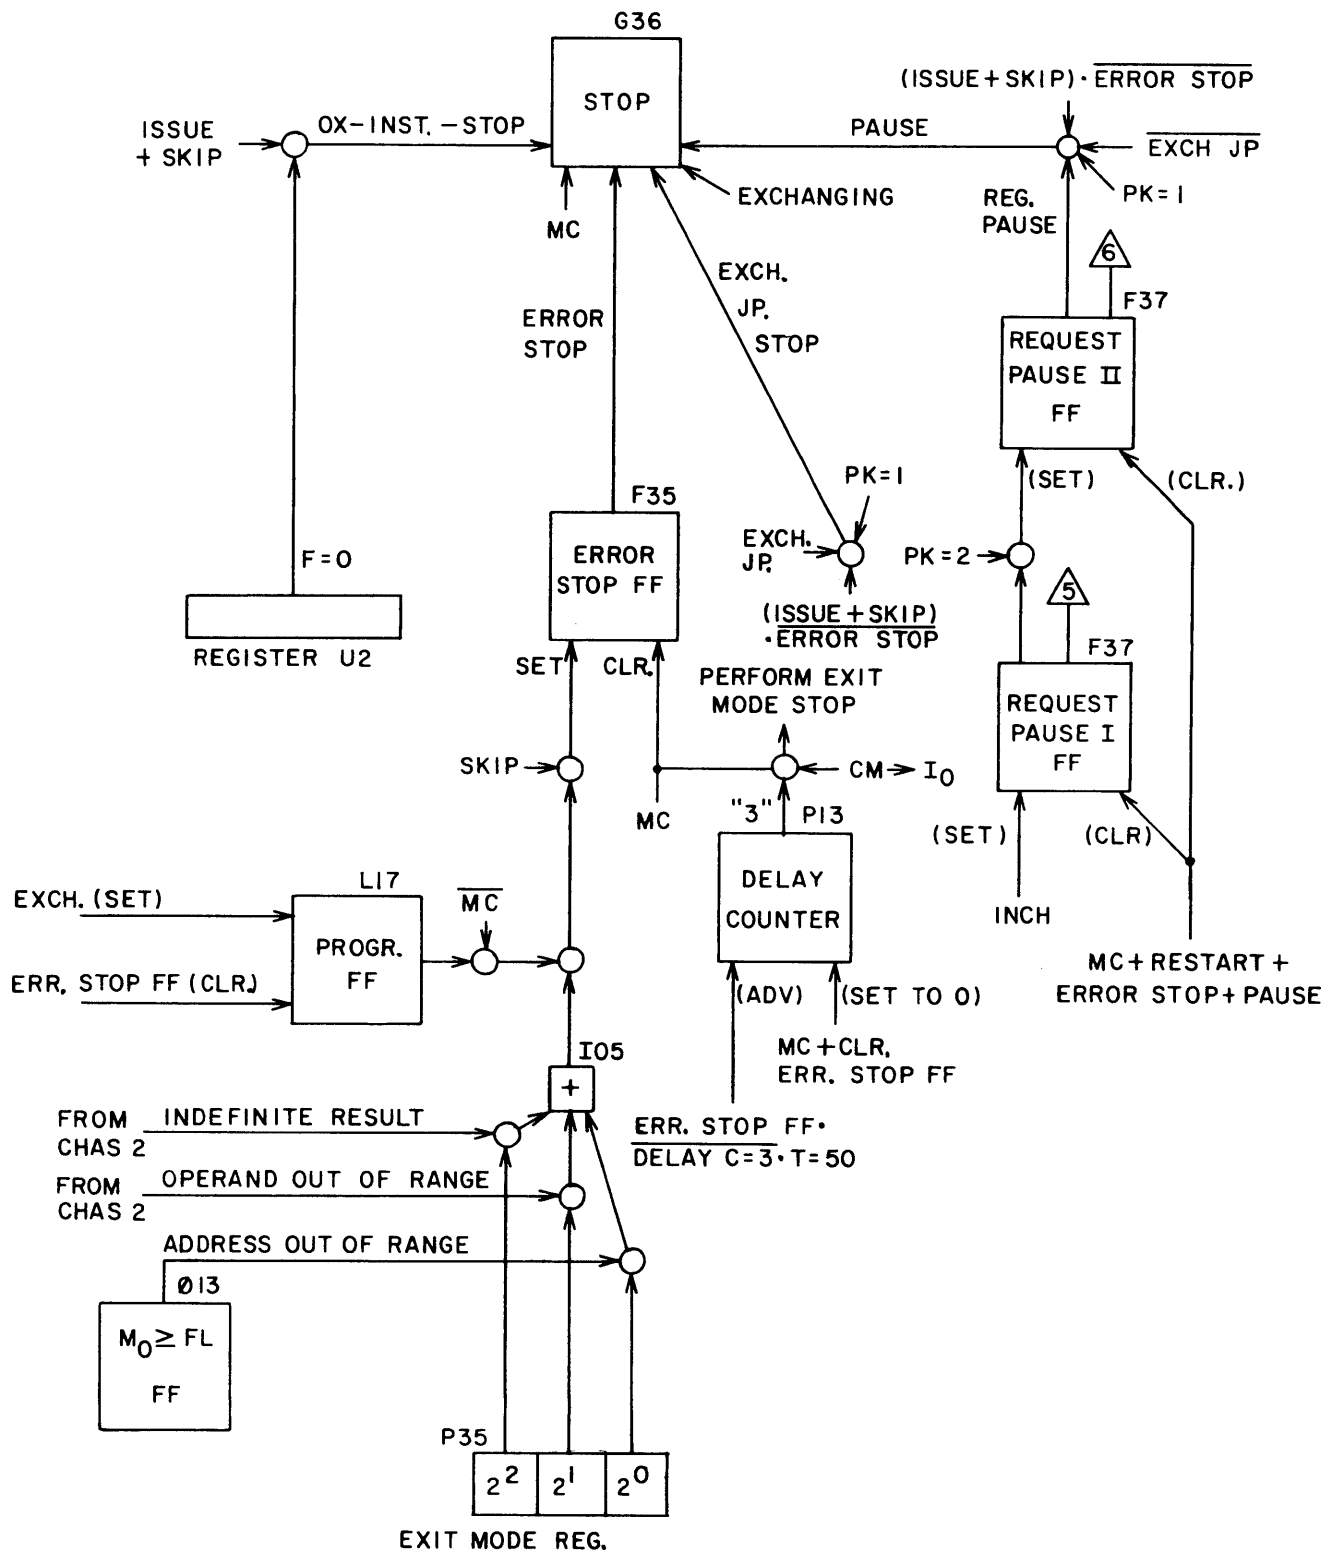 G36
STOP
(ISSUE+SKIP)·ERROR STOP
ISSUE
+ SKIP
OX-INST.-STOP
PAUSE
EXCH JP
PK=1
EXCHANGING
MC
REG.
PAUSE
6
F37
EXCH.
JP.
STOP
ERROR
STOP
REQUEST
PAUSE II
FF
(SET)
(CLR.)
PK=1
F35
EXCH.
JP.
PK=2
ERROR
STOP FF
F=0
5
(ISSUE+SKIP)
·ERROR STOP
F37
REGISTER U2
SET
CLR.
PERFORM EXIT
MODE STOP
REQUEST
PAUSE I
FF
SKIP
CM
I0
"3"
P13
MC
(SET)
(CLR)
L17
MC
EXCH. (SET)
DELAY
COUNTER
INCH
PROGR.
FF
ERR. STOP FF (CLR.)
(ADV)
(SET TO 0)
MC+RESTART+
ERROR STOP+PAUSE
I05
+
MC+CLR.
ERR. STOP FF
FROM
CHAS 2
INDEFINITE RESULT
ERR. STOP FF·
DELAY C=3·T=50
FROM
CHAS 2
OPERAND OUT OF RANGE
ADDRESS OUT OF RANGE
Ø13
M0≥FL
FF
P35
2² 2¹ 2⁰
EXIT MODE REG.